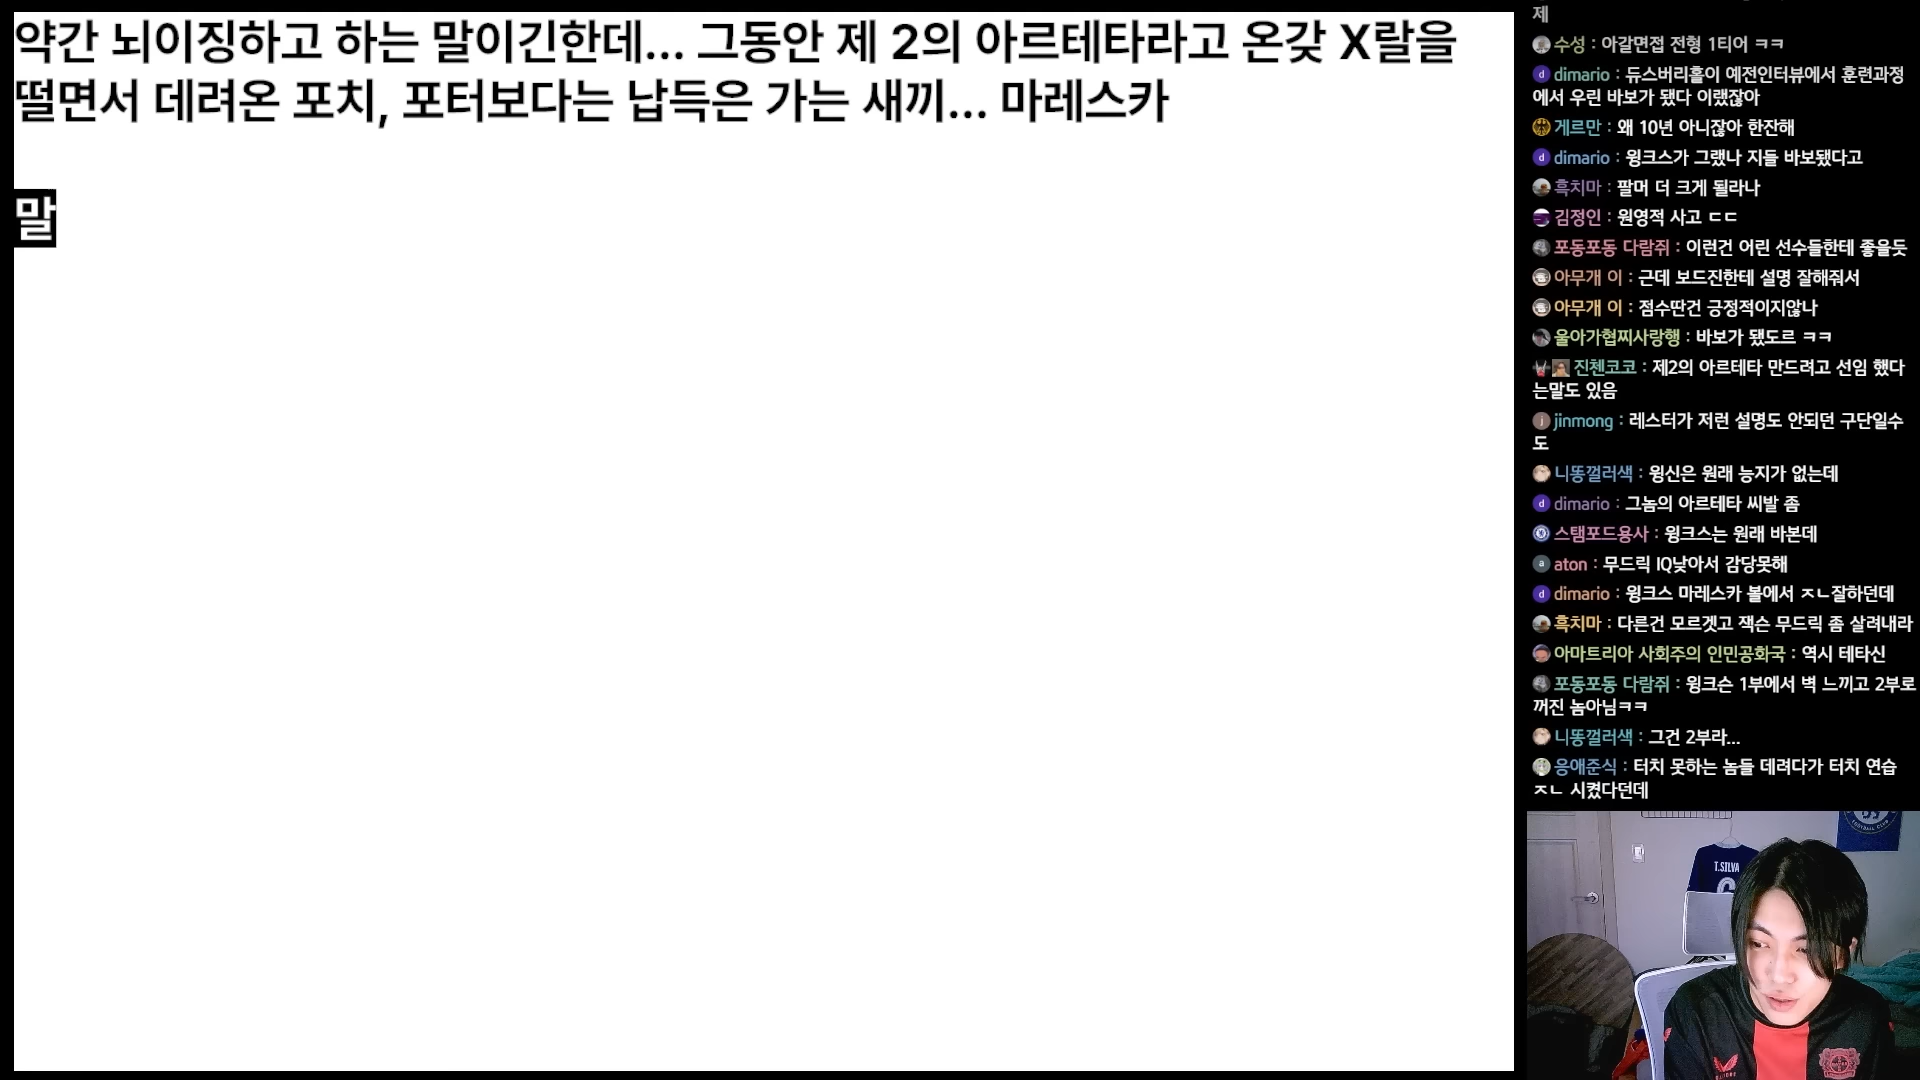 약간 뇌이징하고 하는 말이긴한데... 그동안 제 2의 아르테타라고 온갖 X랄을
떨면서 데려온 포치, 포터보다는 납득은 가는 새끼... 마레스카
말
제
수성 : 아갈면접 전형 1티어 ㅋㅋ
d dimario : 듀스버리홀이 예전인터뷰에서 훈련과정
에서 우린 바보가 됐다 이랬잖아
게르만 : 왜 10년 아니잖아 한잔해
d dimario : 윙크스가 그랬나 지들 바보됐다고
흑치마 : 팔머 더 크게 될라나
김정인 : 원영적 사고 ㄷㄷ
포동포동 다람쥐 : 이런건 어린 선수들한테 좋을듯
아무개 이 : 근데 보드진한테 설명 잘해줘서
아무개 이 : 점수딴건 긍정적이지않나
울아가협찌사랑행 : 바보가 됐도르 ㅋㅋ
진첸코코 : 제2의 아르테타 만드려고 선임 했다
는말도 있음
j jinmong : 레스터가 저런 설명도 안되던 구단일수
도
니똥껄러색 : 윙신은 원래 능지가 없는데
d dimario : 그놈의 아르테타 씨발 좀
스탬포드용사 : 윙크스는 원래 바본데
a aton : 무드릭 IQ낮아서 감당못해
d dimario : 윙크스 마레스카 볼에서 ㅈㄴ잘하던데
흑치마 : 다른건 모르겟고 잭슨 무드릭 좀 살려내라
아마트리아 사회주의 인민공화국 : 역시 테타신
포동포동 다람쥐 : 윙크슨 1부에서 벽 느끼고 2부로
꺼진 놈아님ㅋㅋ
니똥껄러색 : 그건 2부라...
응애준식 : 터치 못하는 놈들 데려다가 터치 연습
ㅈㄴ 시켰다던데
T.SILVA
FOOTBALL CLUB